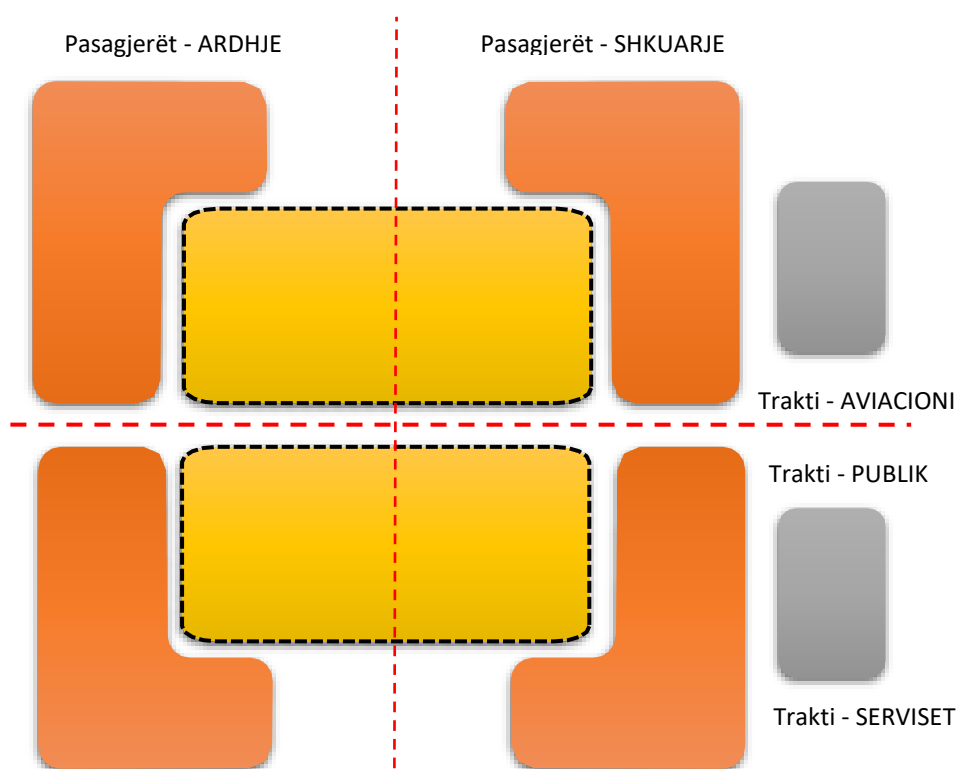 Pasagjerët - ARDHJE
Pasagjerët - SHKUARJE
Trakti - AVIACIONI
Trakti - PUBLIK
Trakti - SERVISET